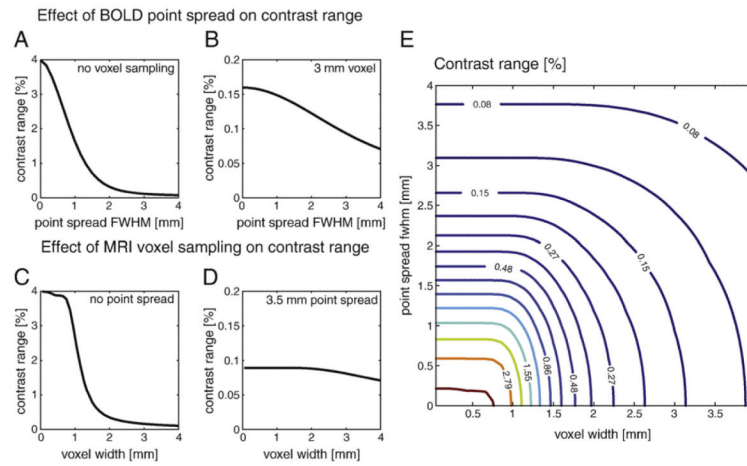 Effect of BOLD point spread on contrast range
A
no voxel sampling
contrast range [%]
4
3
2
1
0
0 1 2 3 4
point spread FWHM [mm]
B
3 mm voxel
contrast range [%]
0.2
0.15
0.1
0.05
0
0 1 2 3 4
point spread FWHM [mm]
Effect of MRI voxel sampling on contrast range
C
no point spread
contrast range [%]
4
3
2
1
0
0 1 2 3 4
voxel width [mm]
D
3.5 mm point spread
contrast range [%]
0.2
0.15
0.1
0.05
0
0 1 2 3 4
voxel width [mm]
E
Contrast range [%]
point spread fwhm [mm]
4
3.5
3
2.5
2
1.5
1
0.5
0
0.08
0.08
0.15
0.15
0.27
0.48
0.86
1.55
2.79
0.48
0.27
0.5 1 1.5 2 2.5 3 3.5
voxel width [mm]